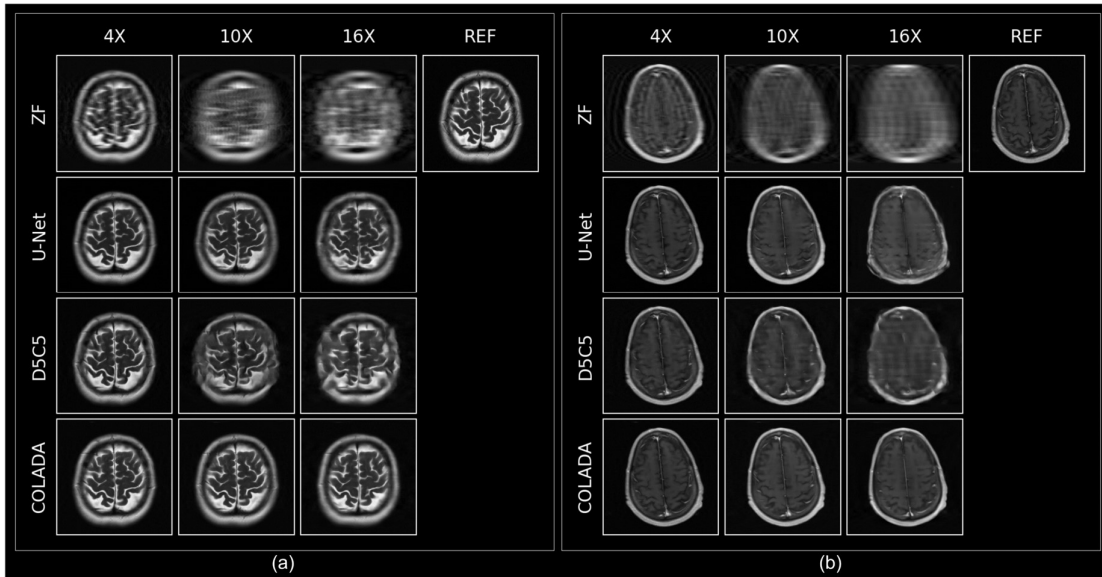 4X 10X 16X REF
ZF
U-Net
D5C5
COLADA
(a)
4X 10X 16X REF
ZF
U-Net
D5C5
COLADA
(b)